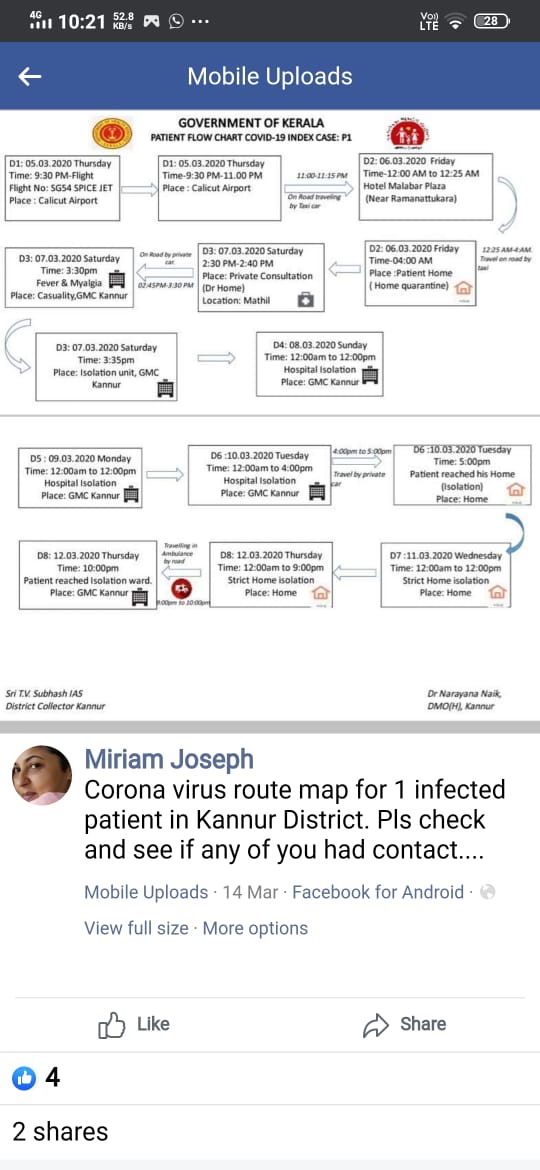 4G 10:21 52.8 KB/s ••• Vo) LTE 28
Mobile Uploads
GOVERNMENT OF KERALA
PATIENT FLOW CHART COVID-19 INDEX CASE: P1
D1: 05.03.2020 Thursday
Time: 9:30 PM-Flight
Flight No: SG54 SPICE JET
Place : Calicut Airport
D1: 05.03.2020 Thursday
Time-9:30 PM-11.00 PM
Place : Calicut Airport
11:00-11:15 PM
On Road traveling
by Taxi car
D2: 06.03.2020 Friday
Time-12:00 AM to 12:25 AM
Hotel Malabar Plaza
(Near Ramanattukara)
12:25 AM-4:AM.
Travel on road by
taxi
D2: 06.03.2020 Friday
Time-04:00 AM
Place :Patient Home
( Home quarantine)
D3: 07.03.2020 Saturday
2:30 PM-2:40 PM
Place: Private Consultation
(Dr Home)
Location: Mathil
On Road by private
car.
02:45PM-3:30 PM
D3: 07.03.2020 Saturday
Time: 3:30pm
Fever & Myalgia
Place: Casualty,GMC Kannur
D3: 07.03.2020 Saturday
Time: 3:35pm
Place: Isolation unit, GMC
Kannur
D4: 08.03.2020 Sunday
Time: 12:00am to 12:00pm
Hospital Isolation
Place: GMC Kannur
D5 : 09.03.2020 Monday
Time: 12:00am to 12:00pm
Hospital Isolation
Place: GMC Kannur
D6 :10.03.2020 Tuesday
Time: 12:00am to 4:00pm
Hospital Isolation
Place: GMC Kannur
4:00pm to 5:00pm
Travel by private
car
D6 :10.03.2020 Tuesday
Time: 5:00pm
Patient reached his Home
(Isolation)
Place: Home
D7 :11.03.2020 Wednesday
Time: 12:00am to 12:00pm
Strict Home isolation
Place: Home
D8: 12.03.2020 Thursday
Time: 12:00am to 9:00pm
Strict Home isolation
Place: Home
Travelling in
Ambulance
by road
9:00pm to 10:00pm
D8: 12.03.2020 Thursday
Time: 10:00pm
Patient reached Isolation ward.
Place: GMC Kannur
Sri T.V. Subhash IAS
District Collector Kannur
Dr Narayana Naik,
DMO(H), Kannur
Miriam Joseph
Corona virus route map for 1 infected
patient in Kannur District. Pls check
and see if any of you had contact....
Mobile Uploads · 14 Mar · Facebook for Android ·
View full size · More options
Like
Share
4
2 shares